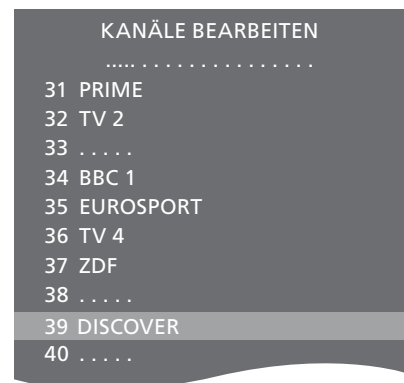 KANÄLE BEARBEITEN
..... . . . . . . . . . . . . . . . .
31 PRIME
32 TV 2
33 . . . . .
34 BBC 1
35 EUROSPORT
36 TV 4
37 ZDF
38 . . . . .
39 DISCOVER
40 . . . . .